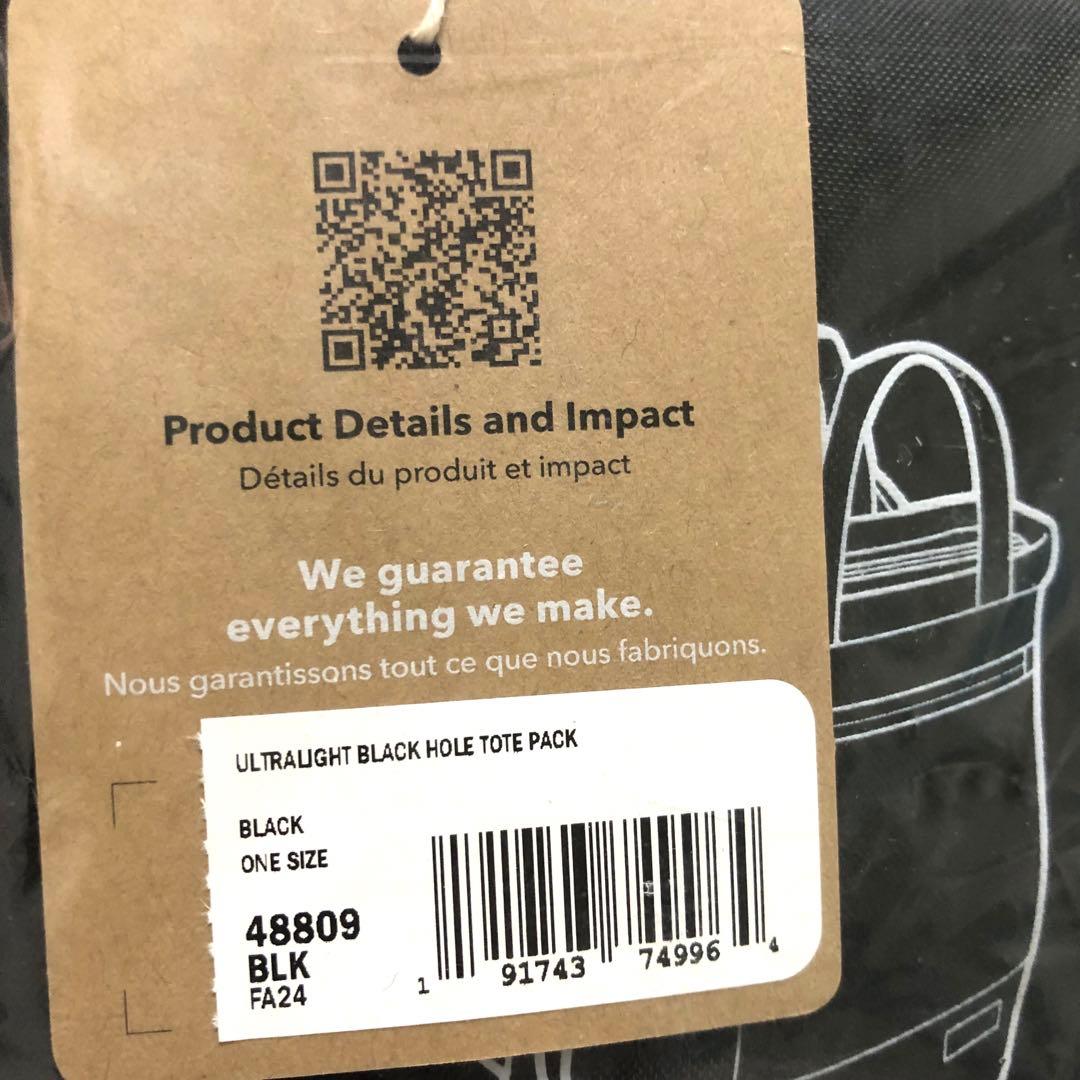 Product Details and Impact
Détails du produit et impact
We guarantee
everything we make.
Nous garantissons tout ce que nous fabriquons.
ULTRALIGHT BLACK HOLE TOTE PACK
BLACK
ONE SIZE
48809
BLK
FA24
1 91743 74996 4